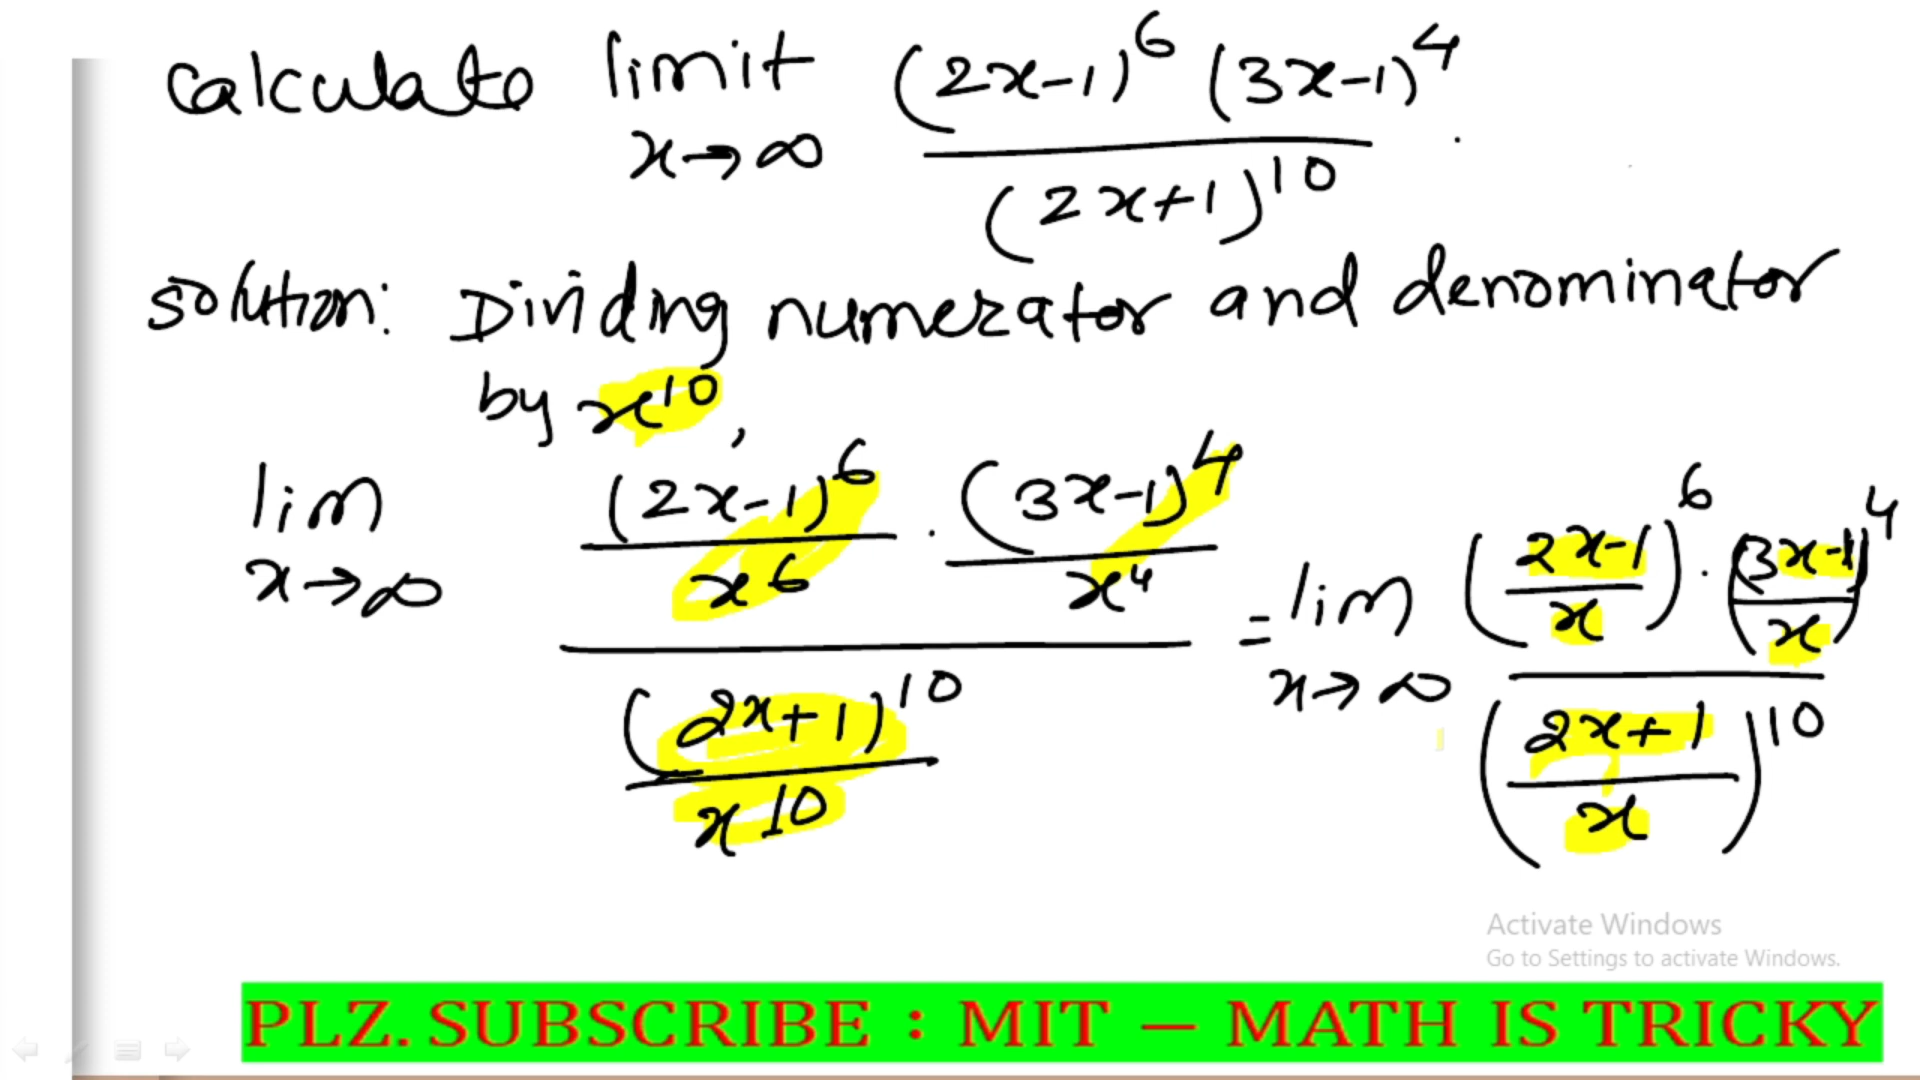 calculate limit x→∞ (2x-1)^6 (3x-1)^4 / (2x+1)^10 .
solution: Dividing numerator and denominator
by x^10,
lim x→∞ ((2x-1)^6 / x^6 · (3x-1)^4 / x^4) / ((2x+1)^10 / x^10) = lim x→∞ (((2x-1)/x)^6 · ((3x-1)/x)^4) / ((2x+1)/x)^10
Activate Windows
Go to Settings to activate Windows.
PLZ. SUBSCRIBE : MIT – MATH IS TRICKY